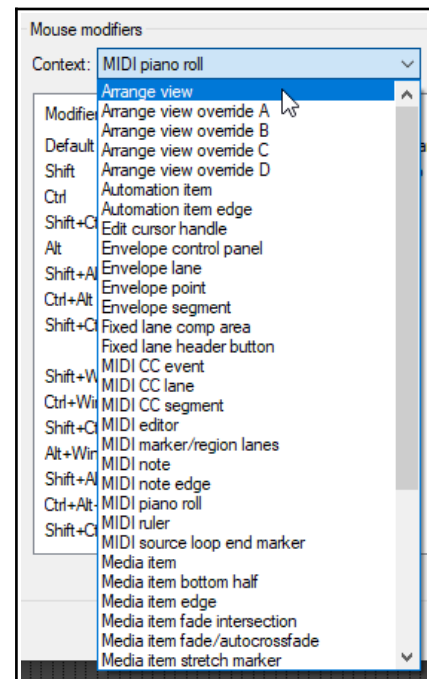 Mouse modifiers
Context: MIDI piano roll
Arrange view
Arrange view override A
Arrange view override B
Arrange view override C
Arrange view override D
Automation item
Automation item edge
Edit cursor handle
Envelope control panel
Envelope lane
Envelope point
Envelope segment
Fixed lane comp area
Fixed lane header button
MIDI CC event
MIDI CC lane
MIDI CC segment
MIDI editor
MIDI marker/region lanes
MIDI note
MIDI note edge
MIDI piano roll
MIDI ruler
MIDI source loop end marker
Media item
Media item bottom half
Media item edge
Media item fade intersection
Media item fade/autocrossfade
Media item stretch marker
Default
Shift
Ctrl
Alt
Ctrl+Alt